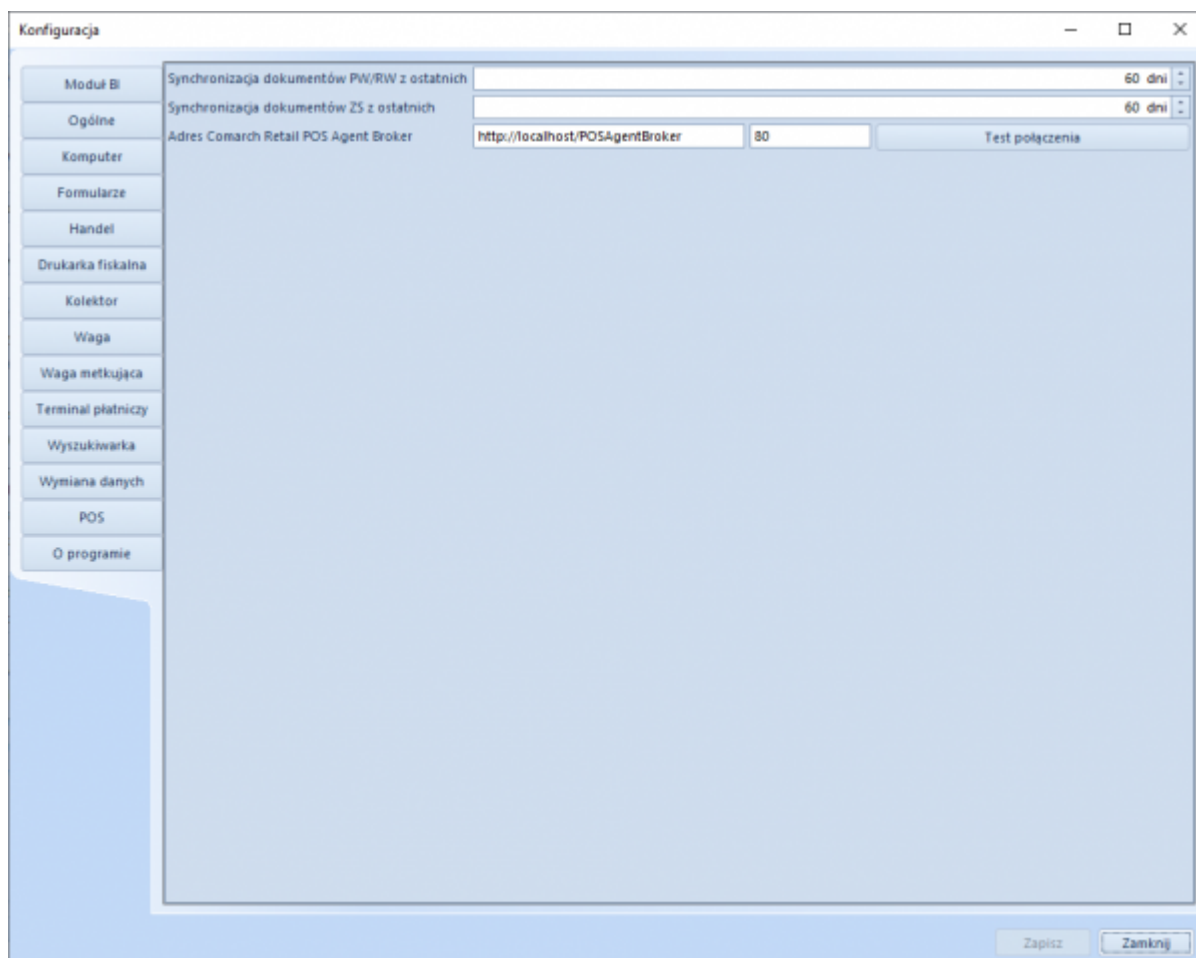 Konfiguracja
Moduł BI
Ogólne
Komputer
Formularze
Handel
Drukarka fiskalna
Kolektor
Waga
Waga metkująca
Terminal płatniczy
Wyszukiwarka
Wymiana danych
POS
O programie
Synchronizacja dokumentów PW/RW z ostatnich 60 dni
Synchronizacja dokumentów ZS z ostatnich 60 dni
Adres Comarch Retail POS Agent Broker http://localhost/POSAgentBroker 80 Test połączenia
Zapisz Zamknij